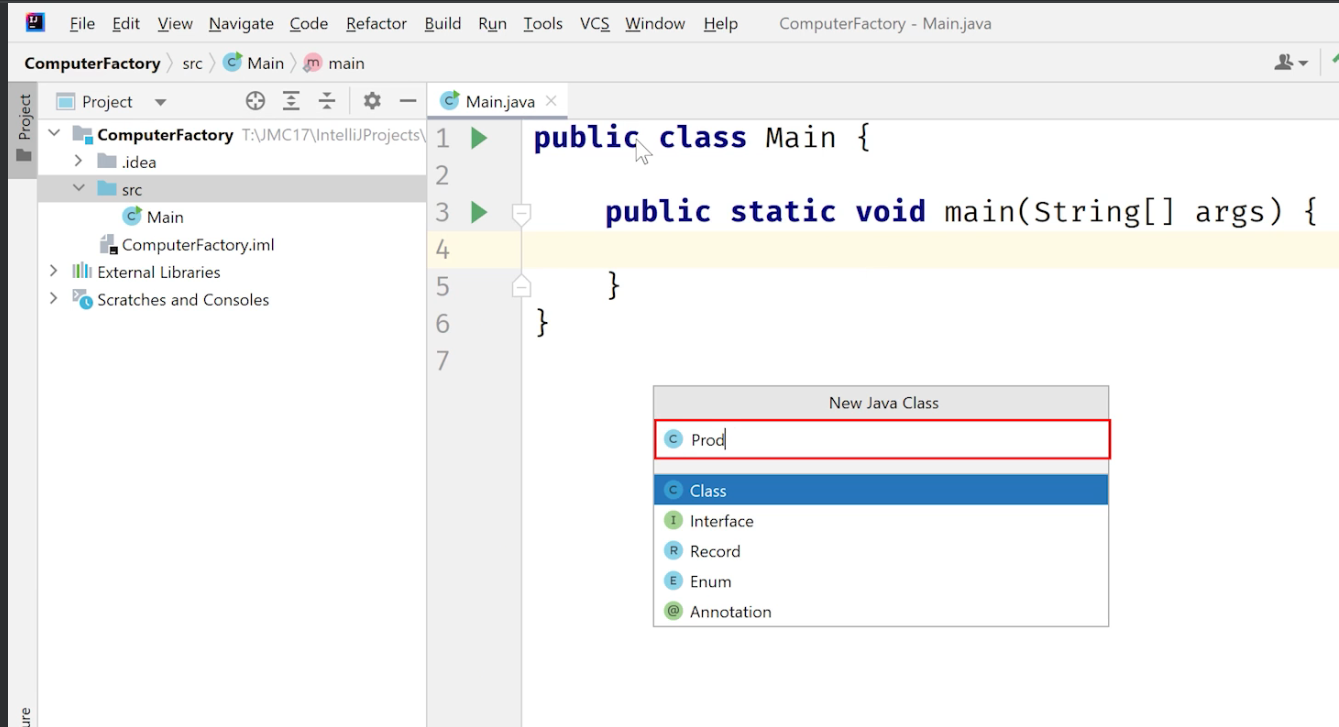 File Edit View Navigate Code Refactor Build Run Tools VCS Window Help ComputerFactory - Main.java
ComputerFactory src Main main
Project
Project
Main.java
ComputerFactory T:\JMC17\IntelliJProjects\
.idea
src
Main
ComputerFactory.iml
External Libraries
Scratches and Consoles
1 public class Main {
2
3 public static void main(String[] args) {
4
5 }
6 }
7
New Java Class
Prod
Class
Interface
Record
Enum
Annotation